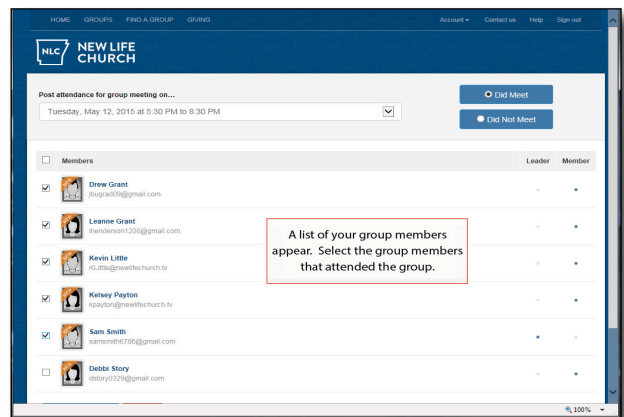 HOME GROUPS FIND A GROUP GIVING Account Contact us Help Sign out
NLC NEW LIFE
CHURCH
Post attendance for group meeting on...
Tuesday, May 12, 2015 at 5:30 PM to 8:30 PM
Did Meet
Did Not Meet
Members Leader Member
Drew Grant
jbugrad09@gmail.com
Leanne Grant
lhenderson1208@gmail.com
Kevin Little
KLittle@newlifechurch.tv
Kelsey Payton
kpayton@newlifechurch.tv
Sam Smith
samsmith6786@gmail.com
Debbi Story
dstory0329@gmail.com
A list of your group members
appear. Select the group members
that attended the group.
100%